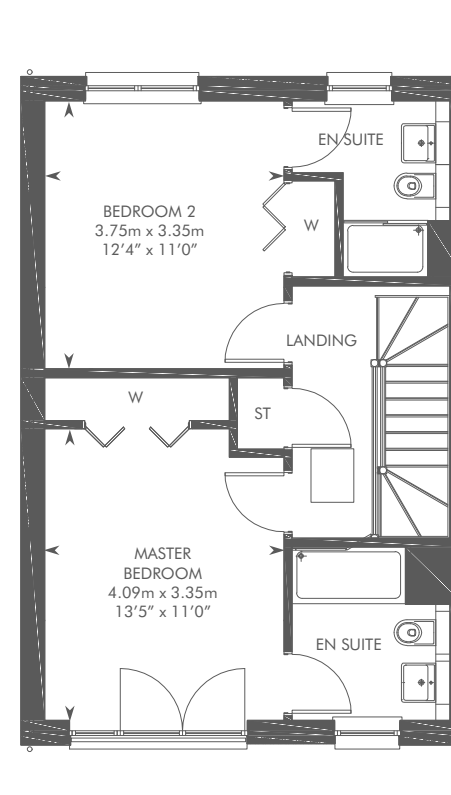 EN SUITE
BEDROOM 2
3.75m x 3.35m
12’4” x 11’0”
W
LANDING
W
ST
MASTER
BEDROOM
4.09m x 3.35m
13’5” x 11’0”
EN SUITE